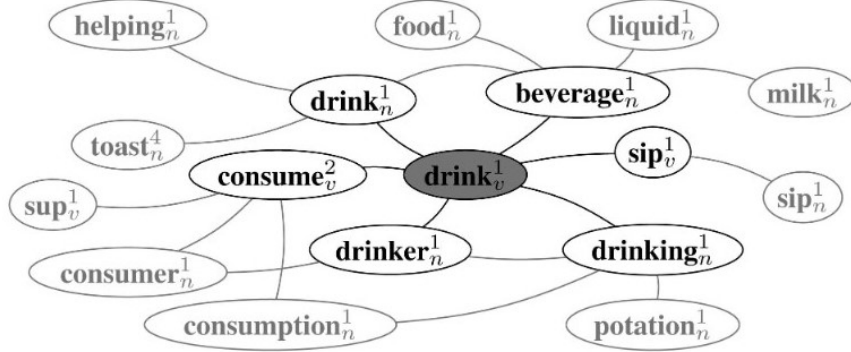 helping¹ₙ
food¹ₙ
liquid¹ₙ
drink¹ₙ
beverage¹ₙ
milk¹ₙ
toast⁴ₙ
consume²ᵥ
drink¹ᵥ
sip¹ᵥ
sup¹ᵥ
sip¹ₙ
drinker¹ₙ
drinking¹ₙ
consumer¹ₙ
consumption¹ₙ
potation¹ₙ